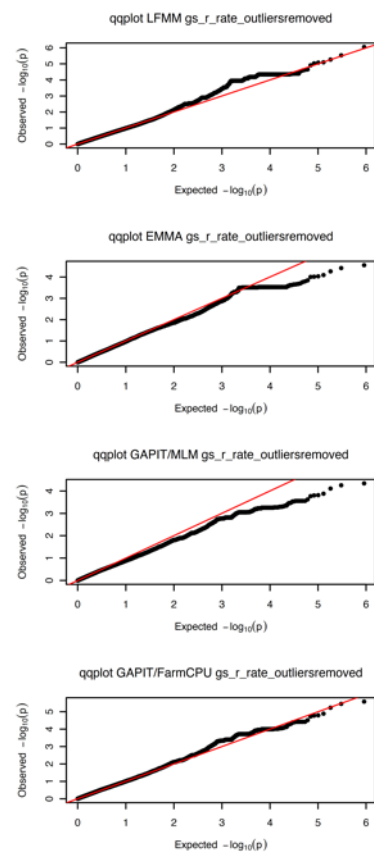 qqplot LFMM gs_r_rate_outliersremoved
Observed −log10(p)
0 1 2 3 4 5 6
0 1 2 3 4 5 6
Expected −log10(p)
qqplot EMMA gs_r_rate_outliersremoved
Observed −log10(p)
0 1 2 3 4
0 1 2 3 4 5 6
Expected −log10(p)
qqplot GAPIT/MLM gs_r_rate_outliersremoved
Observed −log10(p)
0 1 2 3 4
0 1 2 3 4 5 6
Expected −log10(p)
qqplot GAPIT/FarmCPU gs_r_rate_outliersremoved
Observed −log10(p)
0 1 2 3 4 5
0 1 2 3 4 5 6
Expected −log10(p)